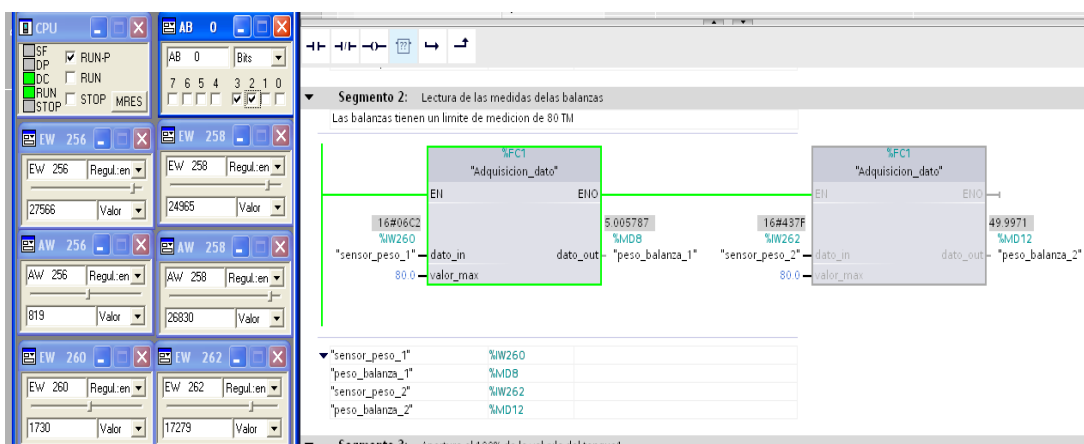 CPU
SF
DP
DC
RUN
STOP
RUN-P
RUN
STOP
MRES
AB 0
AB 0
Bits
7 6 5 4 3 2 1 0
EW 256
EW 256
Regul.:en
27566
Valor
EW 258
EW 258
Regul.:en
24965
Valor
AW 256
AW 256
Regul.:en
819
Valor
AW 258
AW 258
Regul.:en
26830
Valor
EW 260
EW 260
Regul.:en
1730
Valor
EW 262
EW 262
Regul.:en
17279
Valor
??
Segmento 2: Lectura de las medidas delas balanzas
Las balanzas tienen un limite de medicion de 80 TM
%FC1
"Adquisicion_dato"
EN ENO
16#06C2
%IW260
"sensor_peso_1" dato_in
80.0 valor_max
5.005787
%MD8
dato_out "peso_balanza_1"
%FC1
"Adquisicion_dato"
EN ENO
16#437F
%IW262
"sensor_peso_2" dato_in
80.0 valor_max
49.9971
%MD12
dato_out "peso_balanza_2"
"sensor_peso_1" %IW260
"peso_balanza_1" %MD8
"sensor_peso_2" %IW262
"peso_balanza_2" %MD12
Segmento 3: